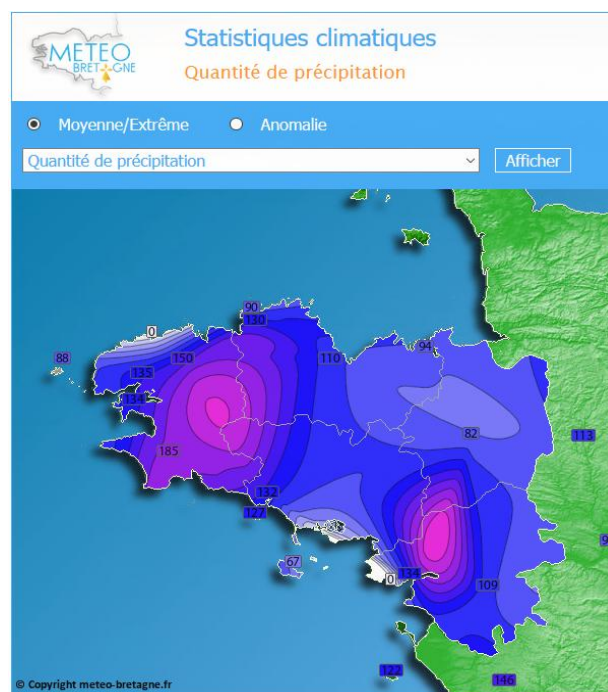 METEO
BRETAGNE
Statistiques climatiques
Quantité de précipitation
Moyenne/Extrême Anomalie
Quantité de précipitation Afficher
90
130
0
94
88 150 110
135
134
82 113
185
132
127
67
0 134
109
122
146
© Copyright meteo-bretagne.fr